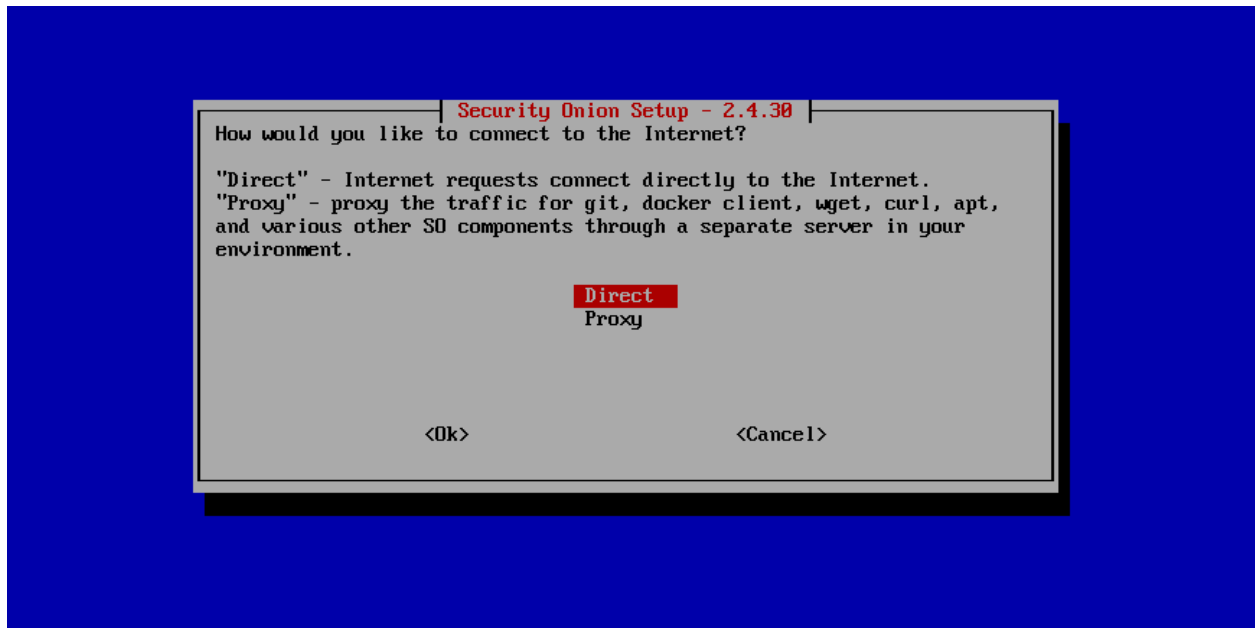 Security Onion Setup - 2.4.30
How would you like to connect to the Internet?
"Direct" - Internet requests connect directly to the Internet.
"Proxy" - proxy the traffic for git, docker client, wget, curl, apt,
and various other SO components through a separate server in your
environment.
Direct
Proxy
<Ok> <Cancel>